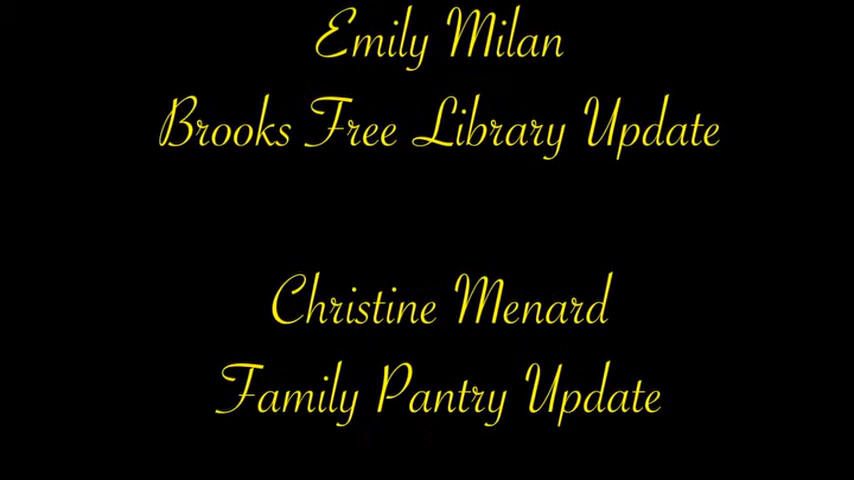 Emily Milan
Brooks Free Library Update
Christine Menard
Family Pantry Update